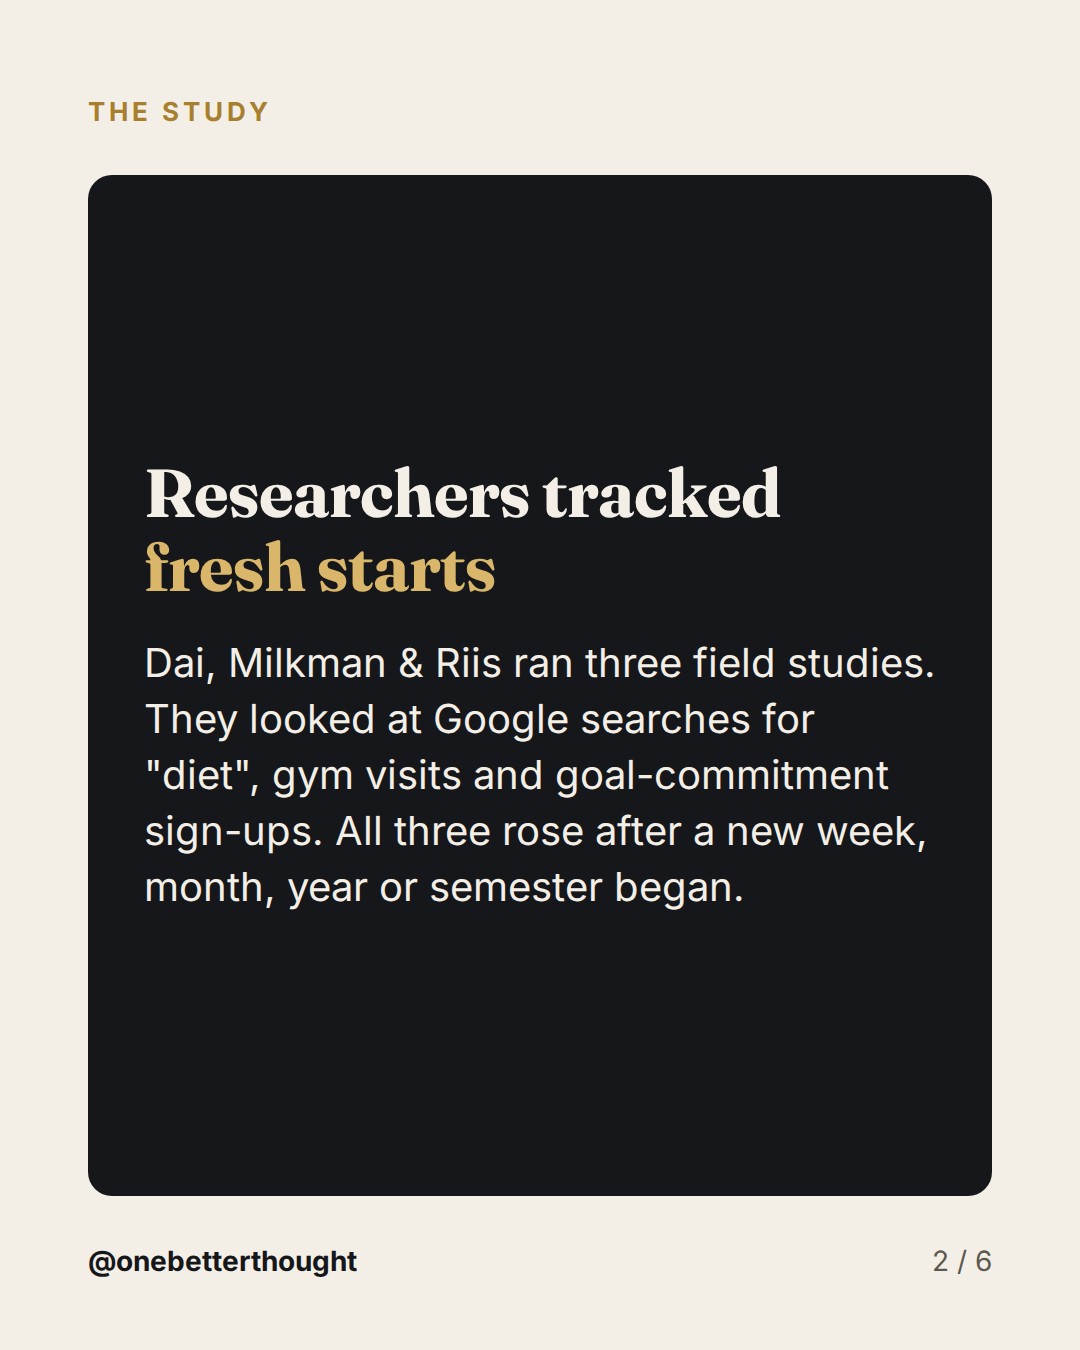 THE STUDY
Researchers tracked
fresh starts
Dai, Milkman & Riis ran three field studies.
They looked at Google searches for
"diet", gym visits and goal-commitment
sign-ups. All three rose after a new week,
month, year or semester began.
@onebetterthought
2 / 6